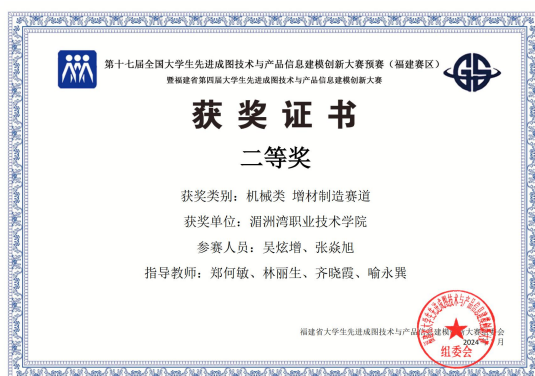 第十七届全国大学生先进成图技术与产品信息建模创新大赛预赛（福建赛区）
暨福建省第四届大学生先进成图技术与产品信息建模创新大赛
获奖证书
二等奖
获奖类别：机械类 增材制造赛道
获奖单位：湄洲湾职业技术学院
参赛人员：吴炫增、张焱旭
指导教师：郑何敏、林丽生、齐晓霞、喻永巽
福建省大学生先进成图技术与产品信息建模创新大赛组委会
2024年 月
组委会